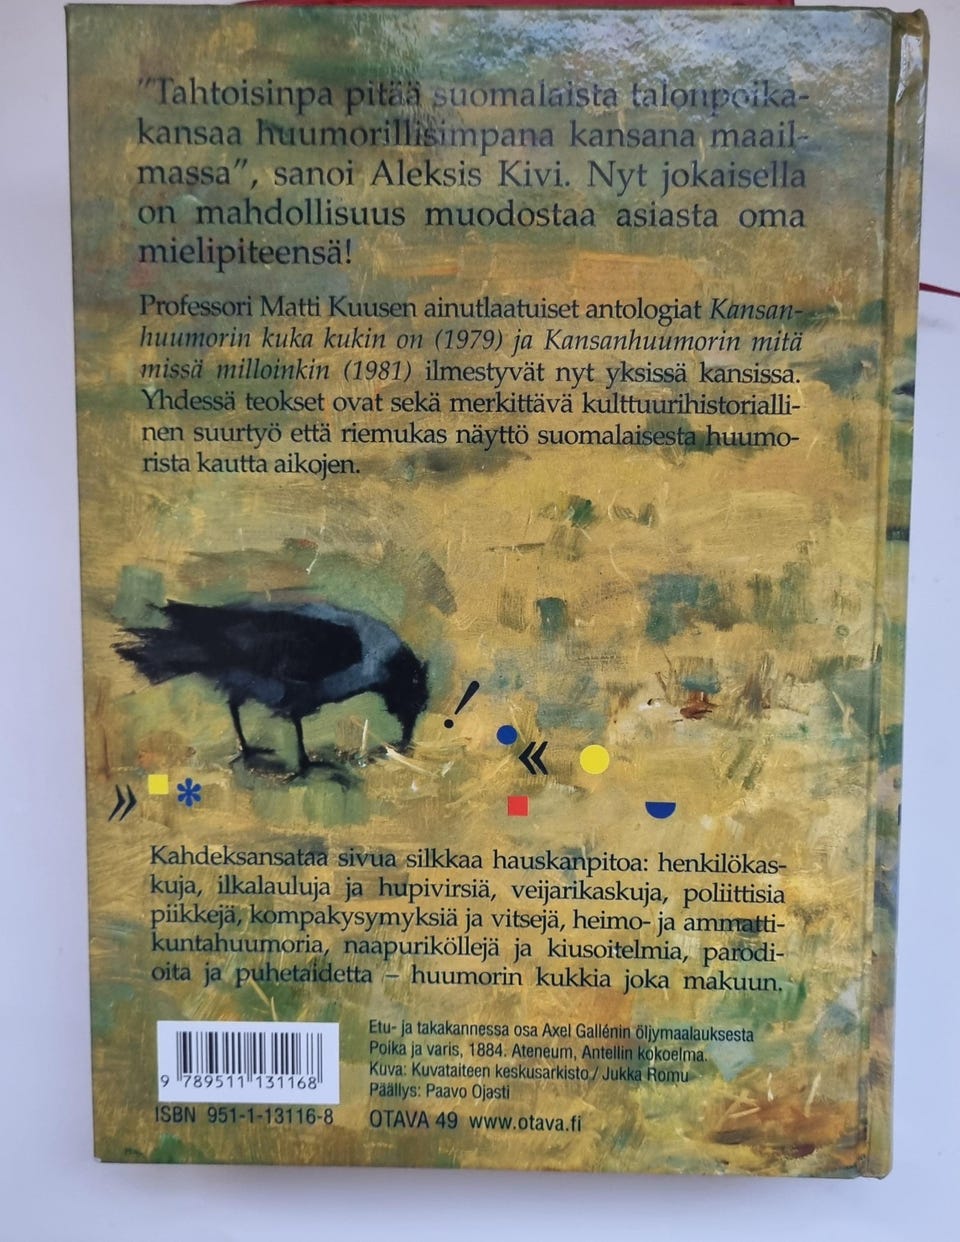 "Tahtoisinpa pitää suomalaista talonpoika-
kansaa huumorillisimpana kansana maail-
massa", sanoi Aleksis Kivi. Nyt jokaisella
on mahdollisuus muodostaa asiasta oma
mielipiteensä!
Professori Matti Kuusen ainutlaatuiset antologiat Kansan-
huumorin kuka kukin on (1979) ja Kansanhuumorin mitä
missä milloinkin (1981) ilmestyvät nyt yksissä kansissa.
Yhdessä teokset ovat sekä merkittävä kulttuurihistorialli-
nen suurtyö että riemukas näyttö suomalaisesta huumo-
rista kautta aikojen.
!
«
» *
Kahdeksansataa sivua silkkaa hauskanpitoa: henkilökas-
kuja, ilkalauluja ja hupivirsiä, veijarikaskuja, poliittisia
piikkejä, kompakysymyksiä ja vitsejä, heimo- ja ammatti-
kuntahuumoria, naapuriköllejä ja kiusoitelmia, parodi-
oita ja puhetaidetta – huumorin kukkia joka makuun.
Etu- ja takakannessa osa Axel Gallénin öljymaalauksesta
Poika ja varis, 1884. Ateneum, Antellin kokoelma.
Kuva: Kuvataiteen keskusarkisto / Jukka Romu
Päällys: Paavo Ojasti
9 789511 131168
ISBN 951-1-13116-8
OTAVA 49 www.otava.fi